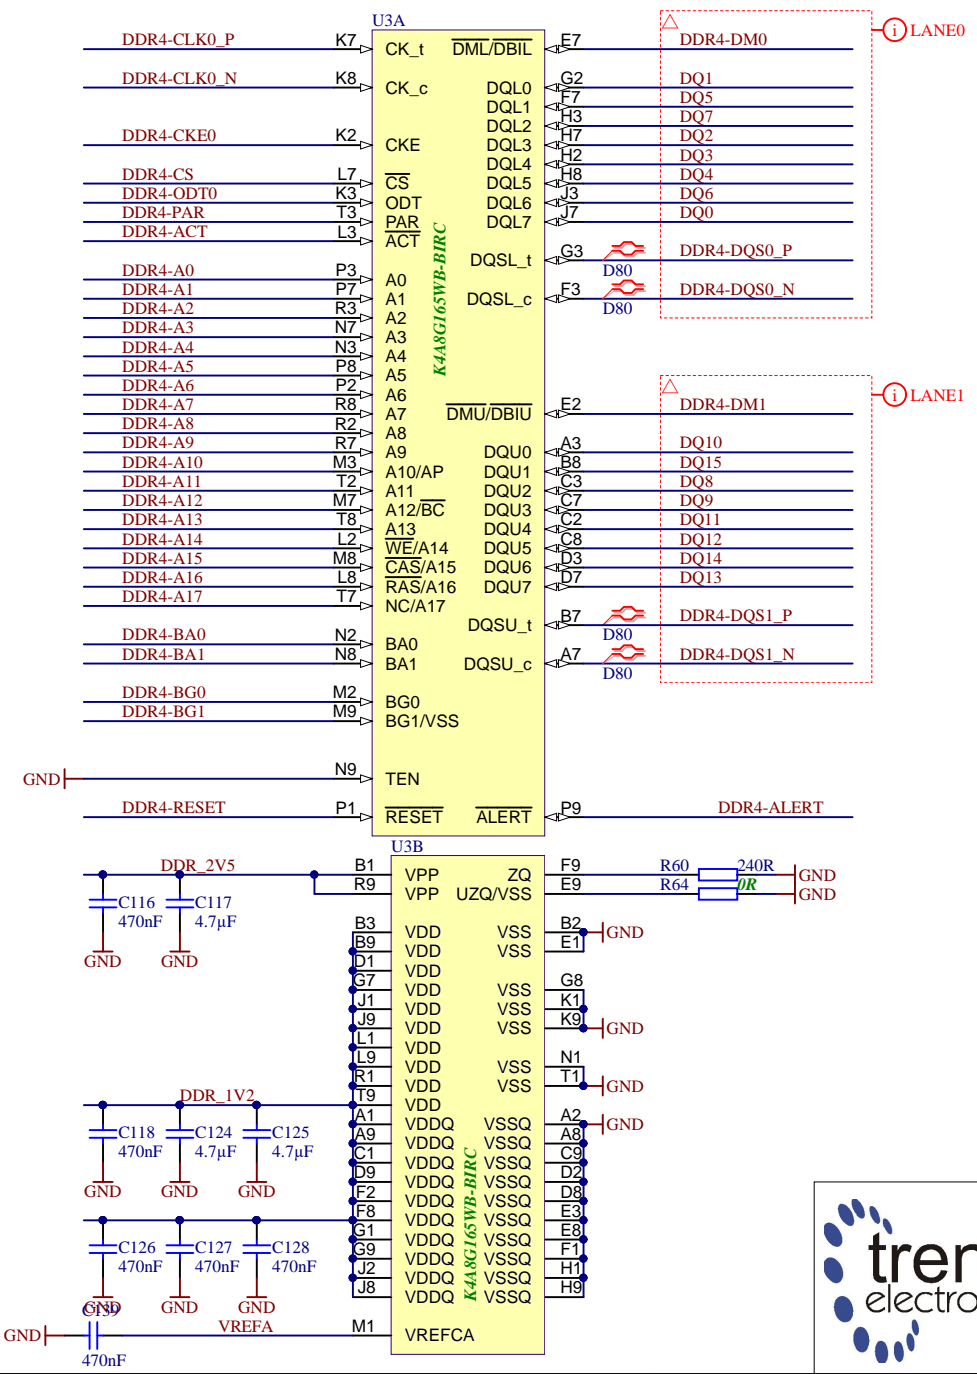 U3A
DDR4-CLK0_P K7 CK_t DML/DBIL E7 DDR4-DM0
LANE0
DDR4-CLK0_N K8 CK_c DQL0 G2 DQ1
DQL1 F7 DQ5
DQL2 H3 DQ7
DDR4-CKE0 K2 CKE DQL3 H7 DQ2
DQL4 H2 DQ3
DDR4-CS L7 CS DQL5 H8 DQ4
DDR4-ODT0 K3 ODT DQL6 J3 DQ6
DDR4-PAR T3 PAR DQL7 J7 DQ0
DDR4-ACT L3 ACT
K4A8G165WB-BIRC
DQSL_t G3 DDR4-DQS0_P
D80
DDR4-A0 P3 A0
DDR4-A1 P7 A1 DQSL_c F3 DDR4-DQS0_N
D80
DDR4-A2 R3 A2
DDR4-A3 N7 A3
DDR4-A4 N3 A4
DDR4-A5 P8 A5
DDR4-A6 P2 A6
LANE1
DDR4-A7 R8 A7 DMU/DBIU E2 DDR4-DM1
DDR4-A8 R2 A8
DDR4-A9 R7 A9 DQU0 A3 DQ10
DDR4-A10 M3 A10/AP DQU1 B8 DQ15
DDR4-A11 T2 A11 DQU2 C3 DQ8
DDR4-A12 M7 A12/BC DQU3 C7 DQ9
DDR4-A13 T8 A13 DQU4 C2 DQ11
DDR4-A14 L2 WE/A14 DQU5 C8 DQ12
DDR4-A15 M8 CAS/A15 DQU6 D3 DQ14
DDR4-A16 L8 RAS/A16 DQU7 D7 DQ13
DDR4-A17 T7 NC/A17
DQSU_t B7 DDR4-DQS1_P
D80
DDR4-BA0 N2 BA0
DDR4-BA1 N8 BA1 DQSU_c A7 DDR4-DQS1_N
D80
DDR4-BG0 M2 BG0
DDR4-BG1 M9 BG1/VSS
GND N9 TEN
DDR4-RESET P1 RESET ALERT P9 DDR4-ALERT
U3B
DDR_2V5 B1 VPP ZQ F9 R60 240R GND
R9 VPP UZQ/VSS E9 R64 0R GND
C116 C117
470nF 4.7µF
GND GND
B3 VDD VSS B2 GND
B9 VDD VSS E1
D1 VDD
G7 VDD VSS G8
J1 VDD VSS K1
J9 VDD VSS K9 GND
L1 VDD
L9 VDD VSS N1
R1 VDD VSS T1 GND
DDR_1V2 T9 VDD
A1 VDDQ VSSQ A2 GND
A9 VDDQ VSSQ A8
C1 VDDQ VSSQ C9
D9 VDDQ VSSQ D2
F2 VDDQ VSSQ D8
F8 VDDQ VSSQ E3
G1 VDDQ VSSQ E8
G9 VDDQ VSSQ F1
J2 VDDQ VSSQ H1
J8 VDDQ VSSQ H9
K4A8G165WB-BIRC
C118 C124 C125
470nF 4.7µF 4.7µF
GND GND GND
C126 C127 C128
470nF 470nF 470nF
GND GND GND
C139
GND VREFA M1 VREFCA
470nF
tren
electro